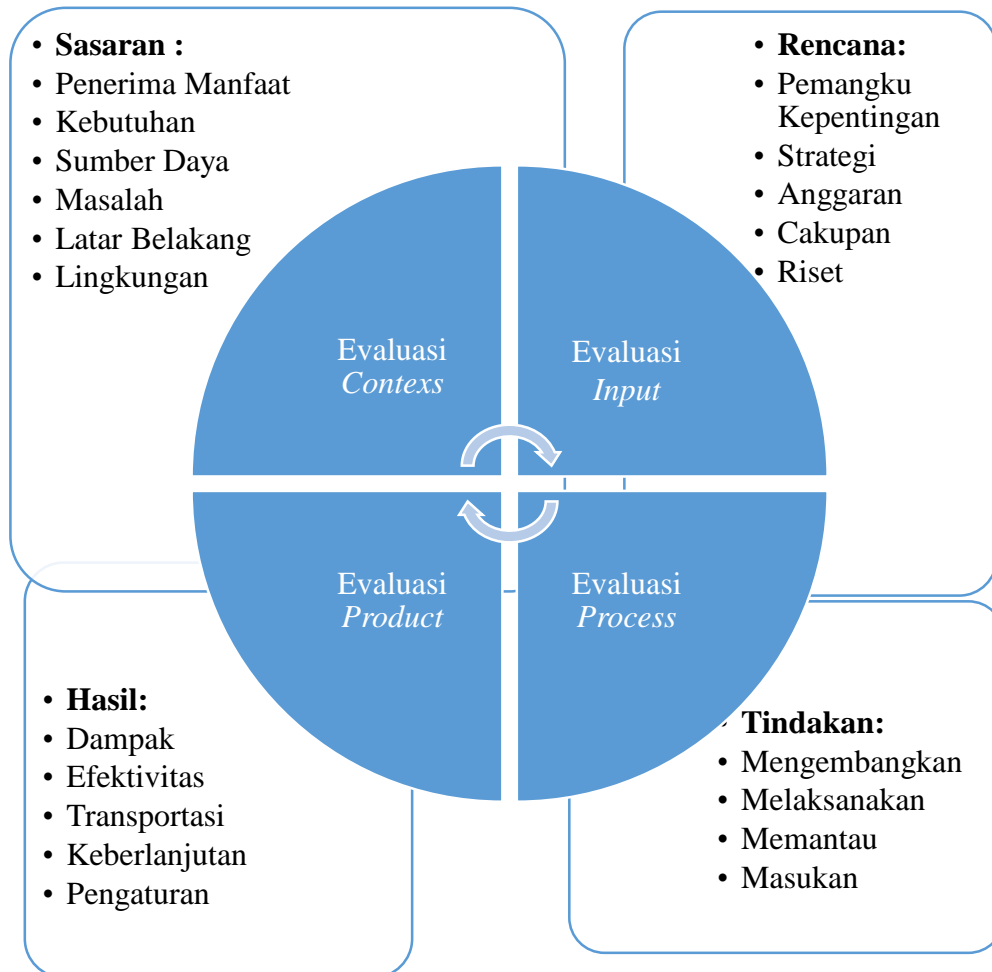 • Sasaran :
• Penerima Manfaat
• Kebutuhan
• Sumber Daya
• Masalah
• Latar Belakang
• Lingkungan
• Rencana:
• Pemangku
Kepentingan
• Strategi
• Anggaran
• Cakupan
• Riset
Evaluasi
Contexs
Evaluasi
Input
Evaluasi
Product
Evaluasi
Process
• Hasil:
• Dampak
• Efektivitas
• Transportasi
• Keberlanjutan
• Pengaturan
• Tindakan:
• Mengembangkan
• Melaksanakan
• Memantau
• Masukan